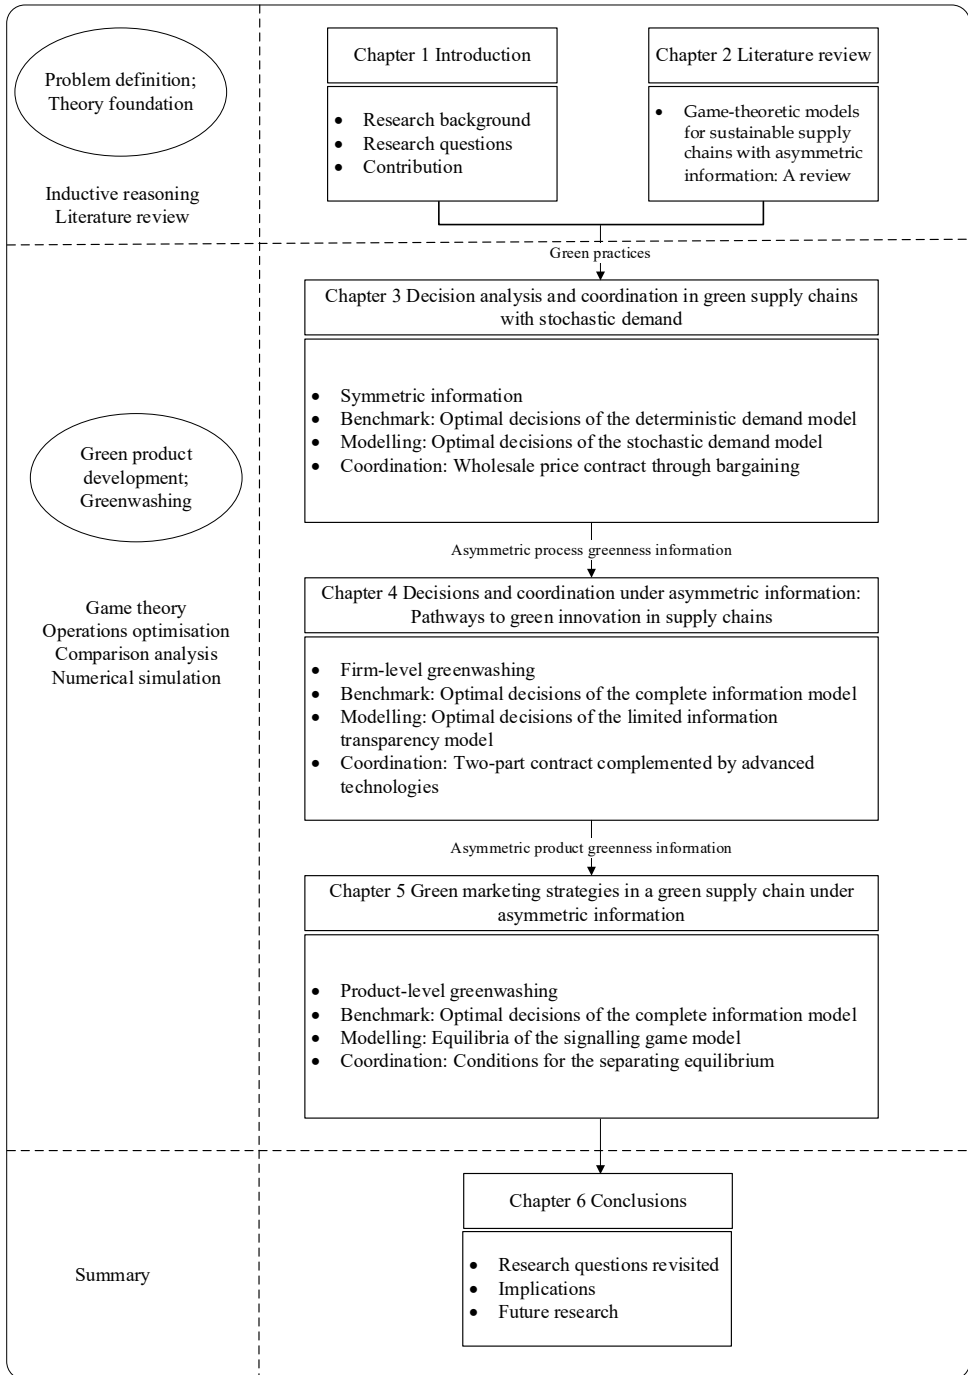 Problem definition;
Theory foundation
Inductive reasoning
Literature review
Chapter 1 Introduction
• Research background
• Research questions
• Contribution
Chapter 2 Literature review
• Game-theoretic models
for sustainable supply
chains with asymmetric
information: A review
Green practices
Green product
development;
Greenwashing
Game theory
Operations optimisation
Comparison analysis
Numerical simulation
Chapter 3 Decision analysis and coordination in green supply chains
with stochastic demand
• Symmetric information
• Benchmark: Optimal decisions of the deterministic demand model
• Modelling: Optimal decisions of the stochastic demand model
• Coordination: Wholesale price contract through bargaining
Asymmetric process greenness information
Chapter 4 Decisions and coordination under asymmetric information:
Pathways to green innovation in supply chains
• Firm-level greenwashing
• Benchmark: Optimal decisions of the complete information model
• Modelling: Optimal decisions of the limited information
transparency model
• Coordination: Two-part contract complemented by advanced
technologies
Asymmetric product greenness information
Chapter 5 Green marketing strategies in a green supply chain under
asymmetric information
• Product-level greenwashing
• Benchmark: Optimal decisions of the complete information model
• Modelling: Equilibria of the signalling game model
• Coordination: Conditions for the separating equilibrium
Summary
Chapter 6 Conclusions
• Research questions revisited
• Implications
• Future research